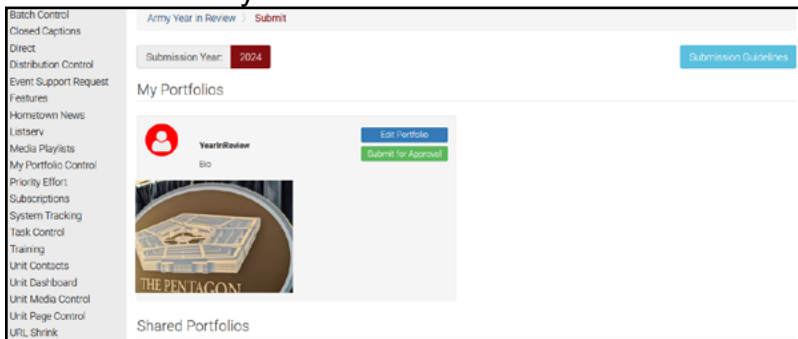 Batch Control
Closed Captions
Direct
Distribution Control
Event Support Request
Features
Hometown News
Listserv
Media Playlists
My Portfolio Control
Priority Effort
Subscriptions
System Tracking
Task Control
Training
Unit Contacts
Unit Dashboard
Unit Media Control
Unit Page Control
URL Shrink
Army Year in Review 〉 Submit
Submission Year: 2024
Submission Guidelines
My Portfolios
YearInReview
Bio
Edit Portfolio
Submit for Approval
THE PENTAGON
Shared Portfolios